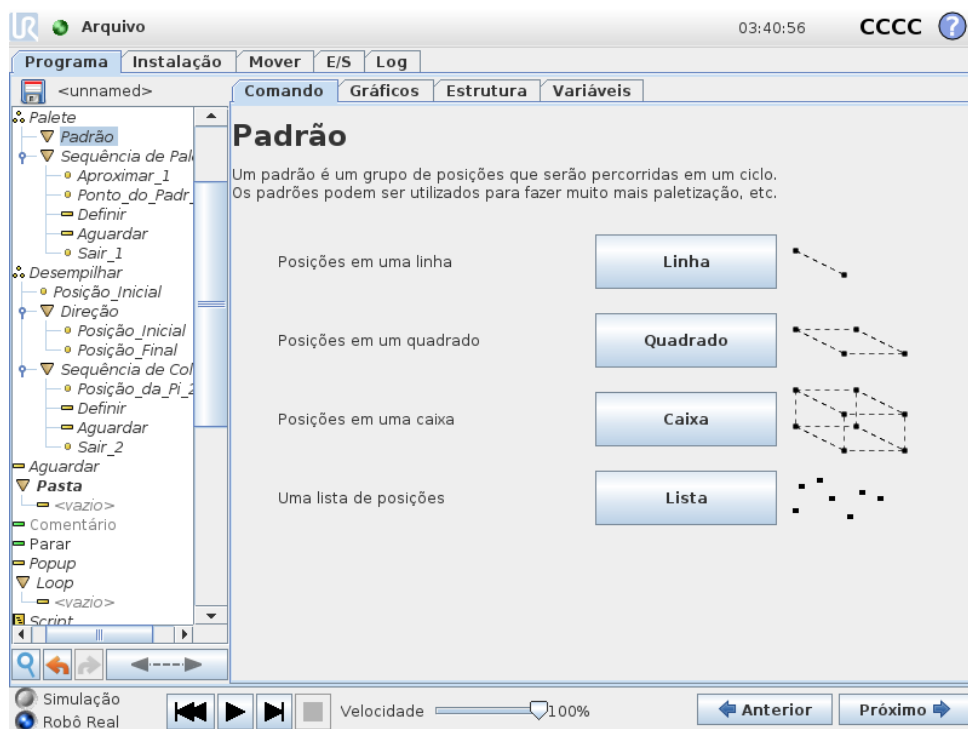 UR Arquivo 03:40:56 CCCC ?
Programa Instalação Mover E/S Log
<unnamed> Comando Gráficos Estrutura Variáveis
Palete
Padrão
Sequência de Pal
Aproximar_1
Ponto_do_Padr_
Definir
Aguardar
Sair_1
Desempilhar
Posição_Inicial
Direção
Posição_Inicial
Posição_Final
Sequência de Col
Posição_da_Pi_2
Definir
Aguardar
Sair_2
Aguardar
Pasta
<vazio>
Comentário
Parar
Popup
Loop
<vazio>
Script
Padrão
Um padrão é um grupo de posições que serão percorridas em um ciclo.
Os padrões podem ser utilizados para fazer muito mais paletização, etc.
Posições em uma linha Linha
Posições em um quadrado Quadrado
Posições em uma caixa Caixa
Uma lista de posições Lista
Simulação
Robô Real
Velocidade 100%
Anterior Próximo